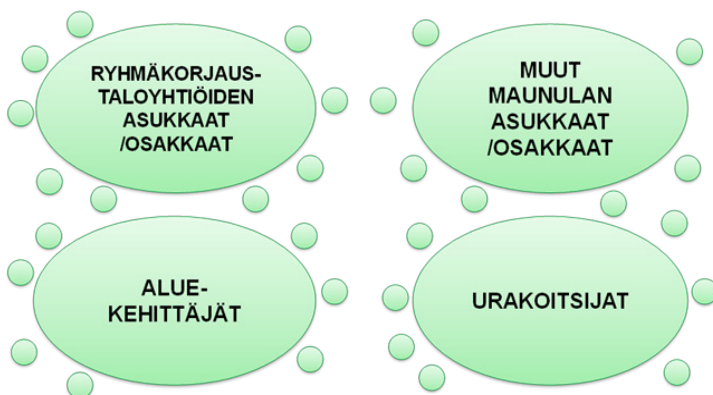 RYHMÄKORJAUS-
TALOYHTIÖIDEN
ASUKKAAT
/OSAKKAAT
MUUT
MAUNULAN
ASUKKAAT
/OSAKKAAT
ALUE-
KEHITTÄJÄT
URAKOITSIJAT